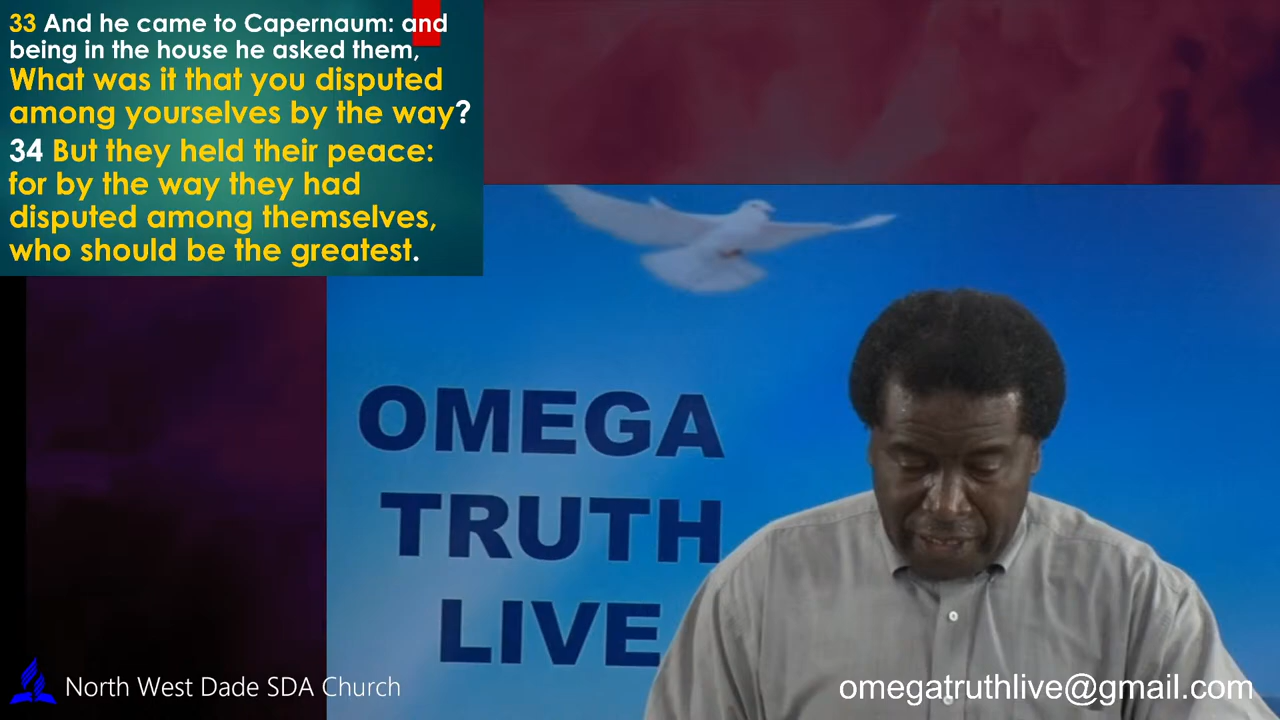 33 And he came to Capernaum: and
being in the house he asked them,
What was it that you disputed
among yourselves by the way?
34 But they held their peace:
for by the way they had
disputed among themselves,
who should be the greatest.
OMEGA
TRUTH
LIVE
North West Dade SDA Church
omegatruthlive@gmail.com